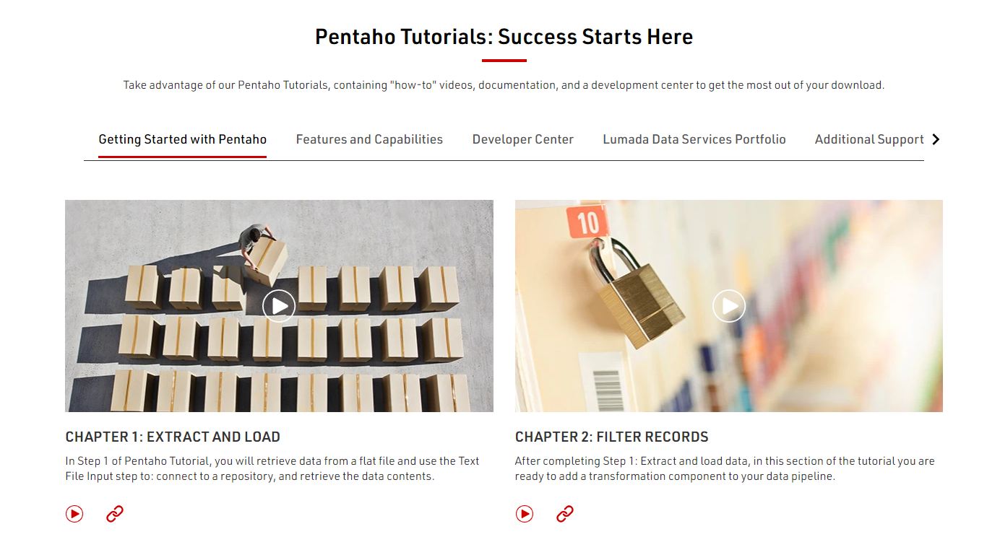 Pentaho Tutorials: Success Starts Here
Take advantage of our Pentaho Tutorials, containing "how-to" videos, documentation, and a development center to get the most out of your download.
Getting Started with Pentaho
Features and Capabilities
Developer Center
Lumada Data Services Portfolio
Additional Support
10
CHAPTER 1: EXTRACT AND LOAD
In Step 1 of Pentaho Tutorial, you will retrieve data from a flat file and use the Text
File Input step to: connect to a repository, and retrieve the data contents.
CHAPTER 2: FILTER RECORDS
After completing Step 1: Extract and load data, in this section of the tutorial you are
ready to add a transformation component to your data pipeline.